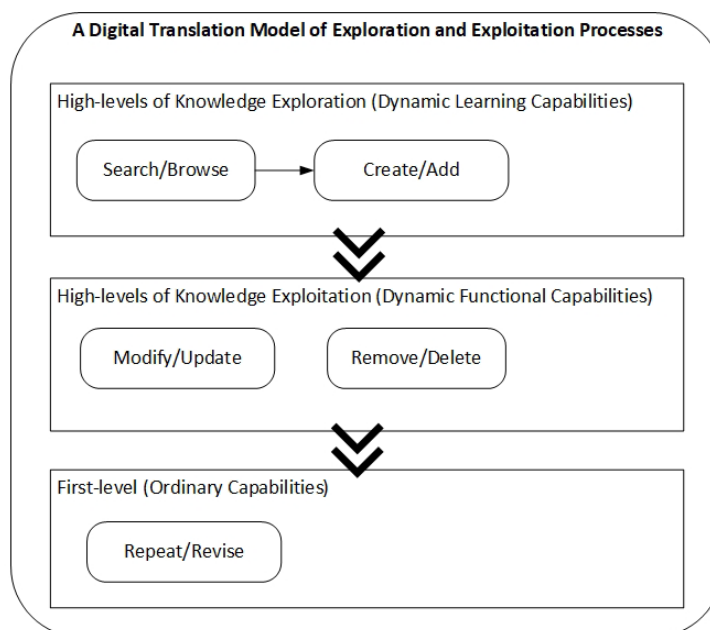 A Digital Translation Model of Exploration and Exploitation Processes
High-levels of Knowledge Exploration (Dynamic Learning Capabilities)
Search/Browse
Create/Add
High-levels of Knowledge Exploitation (Dynamic Functional Capabilities)
Modify/Update
Remove/Delete
First-level (Ordinary Capabilities)
Repeat/Revise